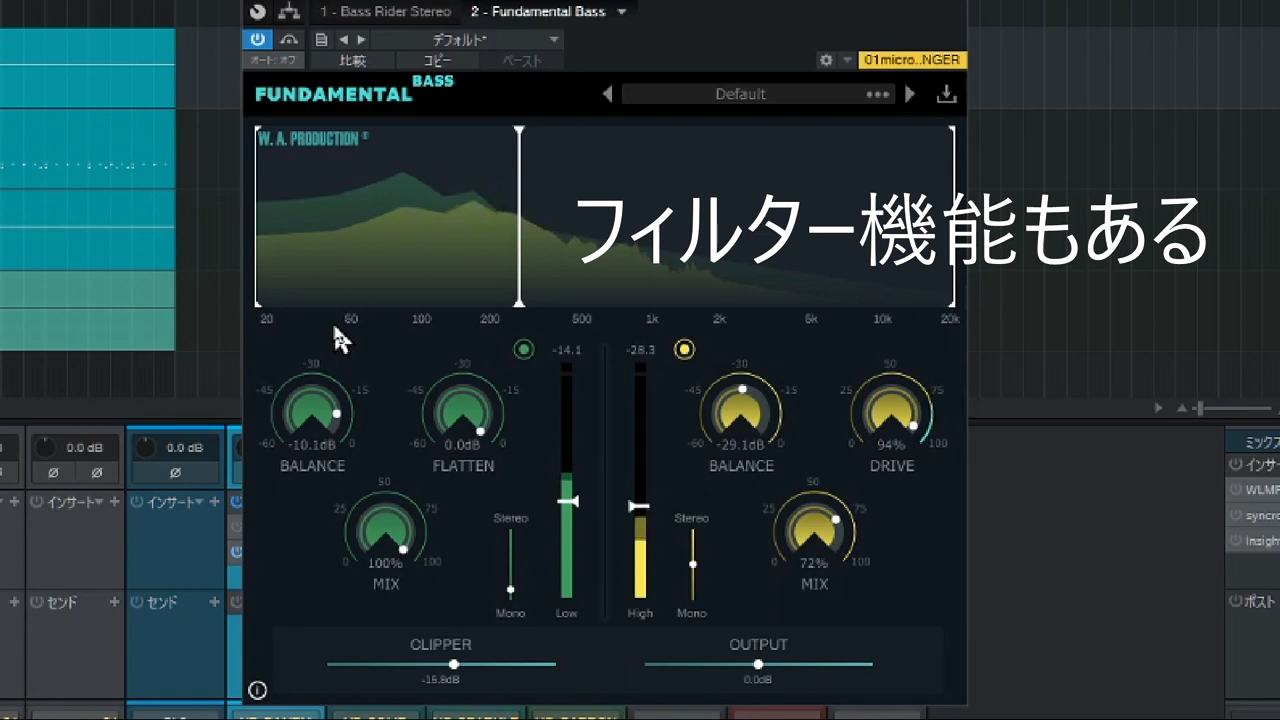 1 - Bass Rider Stereo 2 - Fundamental Bass
デフォルト*
オート: オフ 比較 コピー ペースト 01micro..NGER
FUNDAMENTAL BASS Default
W. A. PRODUCTION ®
フィルター機能もある
20 50 100 200 500 1k 2k 5k 10k 20k
-14.1 -28.3
-30 -30 -30 50
-45 -15 -45 -15 -45 -15 25 75
-60 -10.1dB 0 -60 0.0dB 0 -60 -29.1dB 0 0 94% 100
BALANCE FLATTEN BALANCE DRIVE
0.0 dB 0.0 dB
50 50
25 75 25 75
Stereo Stereo
0 100% 100 0 72% 100
MIX MIX
Mono Low High Mono
CLIPPER OUTPUT
-15.8dB 0.0dB
インサート インサート
センド センド
ミックス
WLMF
syncro
Insigh
ポスト